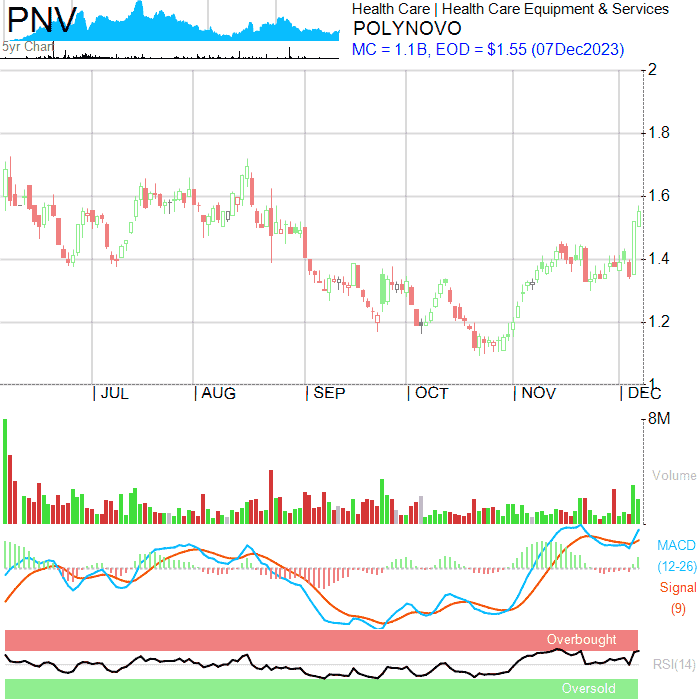 PNV
5yr Chart
Health Care | Health Care Equipment & Services
POLYNOVO
MC = 1.1B, EOD = $1.55 (07Dec2023)
2
1.8
1.6
1.4
1.2
1
JUL AUG SEP OCT NOV DEC
8M
Volume
MACD
(12-26)
Signal
(9)
Overbought
RSI(14)
Oversold